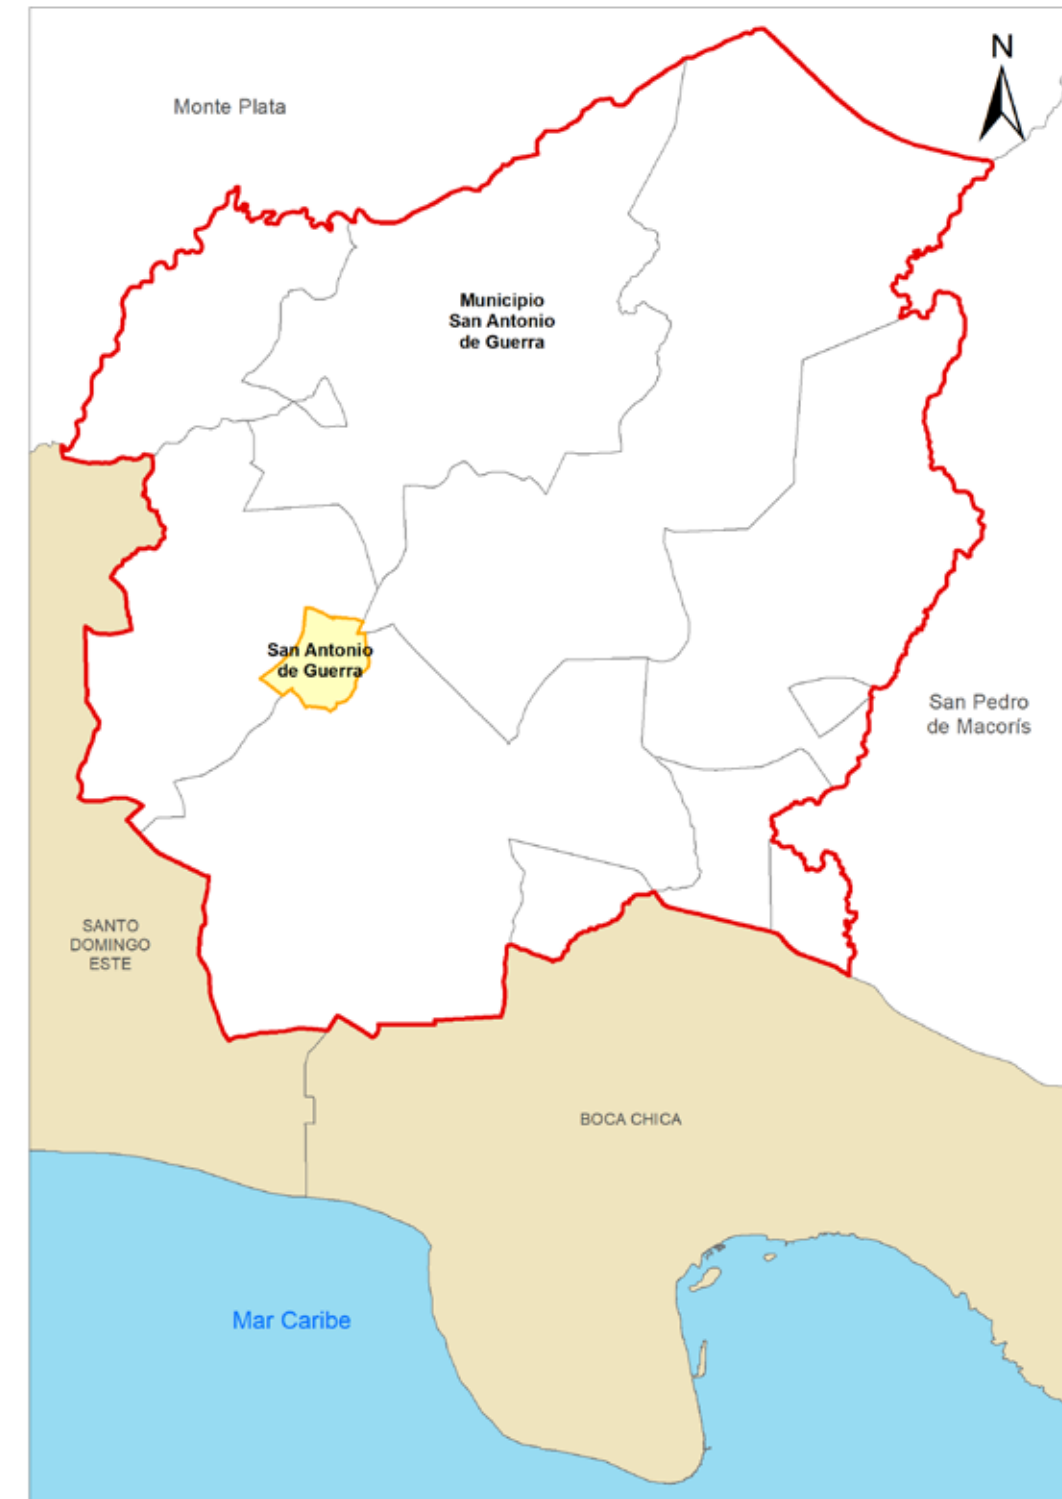 N
Monte Plata
Municipio
San Antonio
de Guerra
San Antonio
de Guerra
San Pedro
de Macorís
SANTO
DOMINGO
ESTE
BOCA CHICA
Mar Caribe